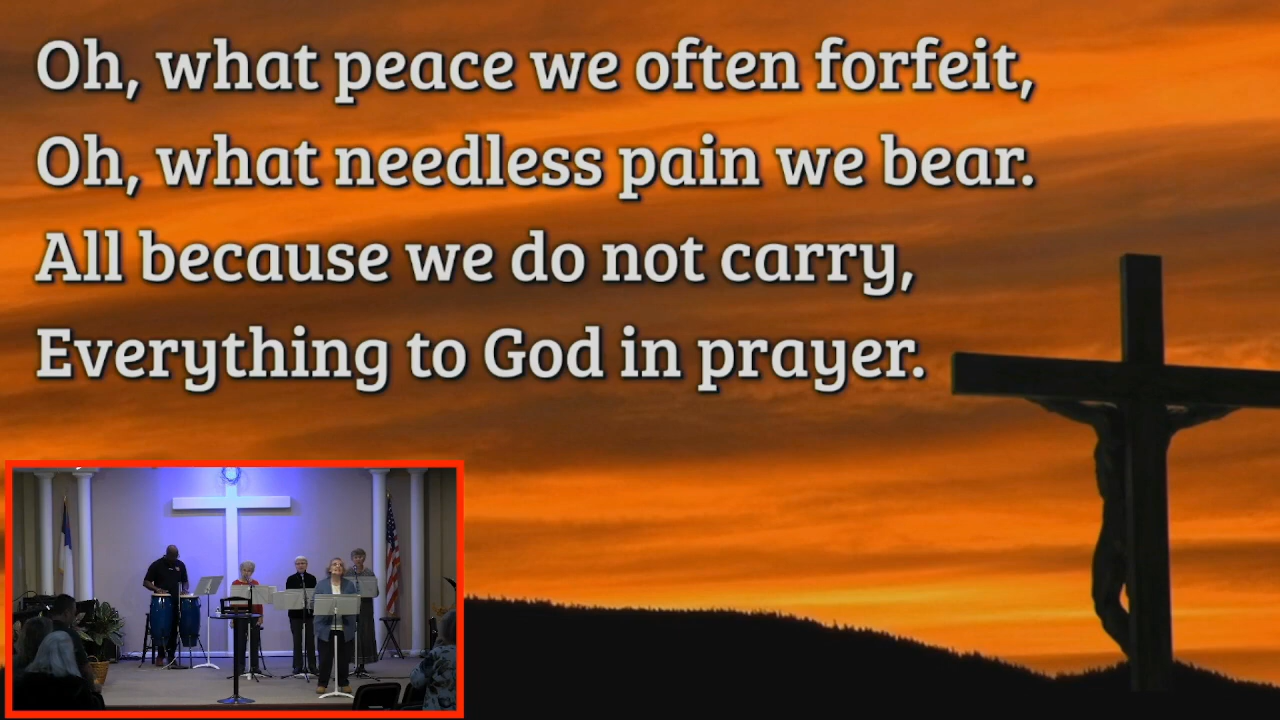 Oh, what peace we often forfeit,
Oh, what needless pain we bear.
All because we do not carry,
Everything to God in prayer.